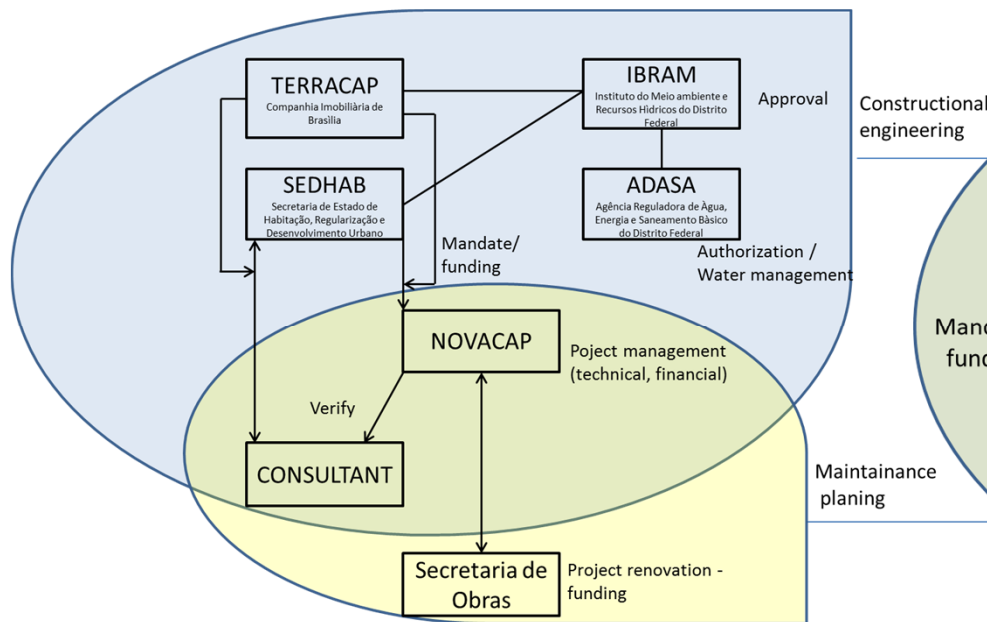 TERRACAP
Companhia Imobiliària de
Brasìlia
IBRAM
Instituto do Meio ambiente e
Recursos Hìdricos do Distrito
Federal
Approval
Constructional
engineering
SEDHAB
Secretaria de Estado de
Habitação, Regularização e
Desenvolvimento Urbano
ADASA
Agência Reguladora de Àgua,
Energia e Saneamento Bàsico
do Distrito Federal
Mandate/
funding
Authorization /
Water management
NOVACAP
Poject management
(technical, financial)
Verify
CONSULTANT
Maintainance
planing
Secretaria de
Obras
Project renovation -
funding